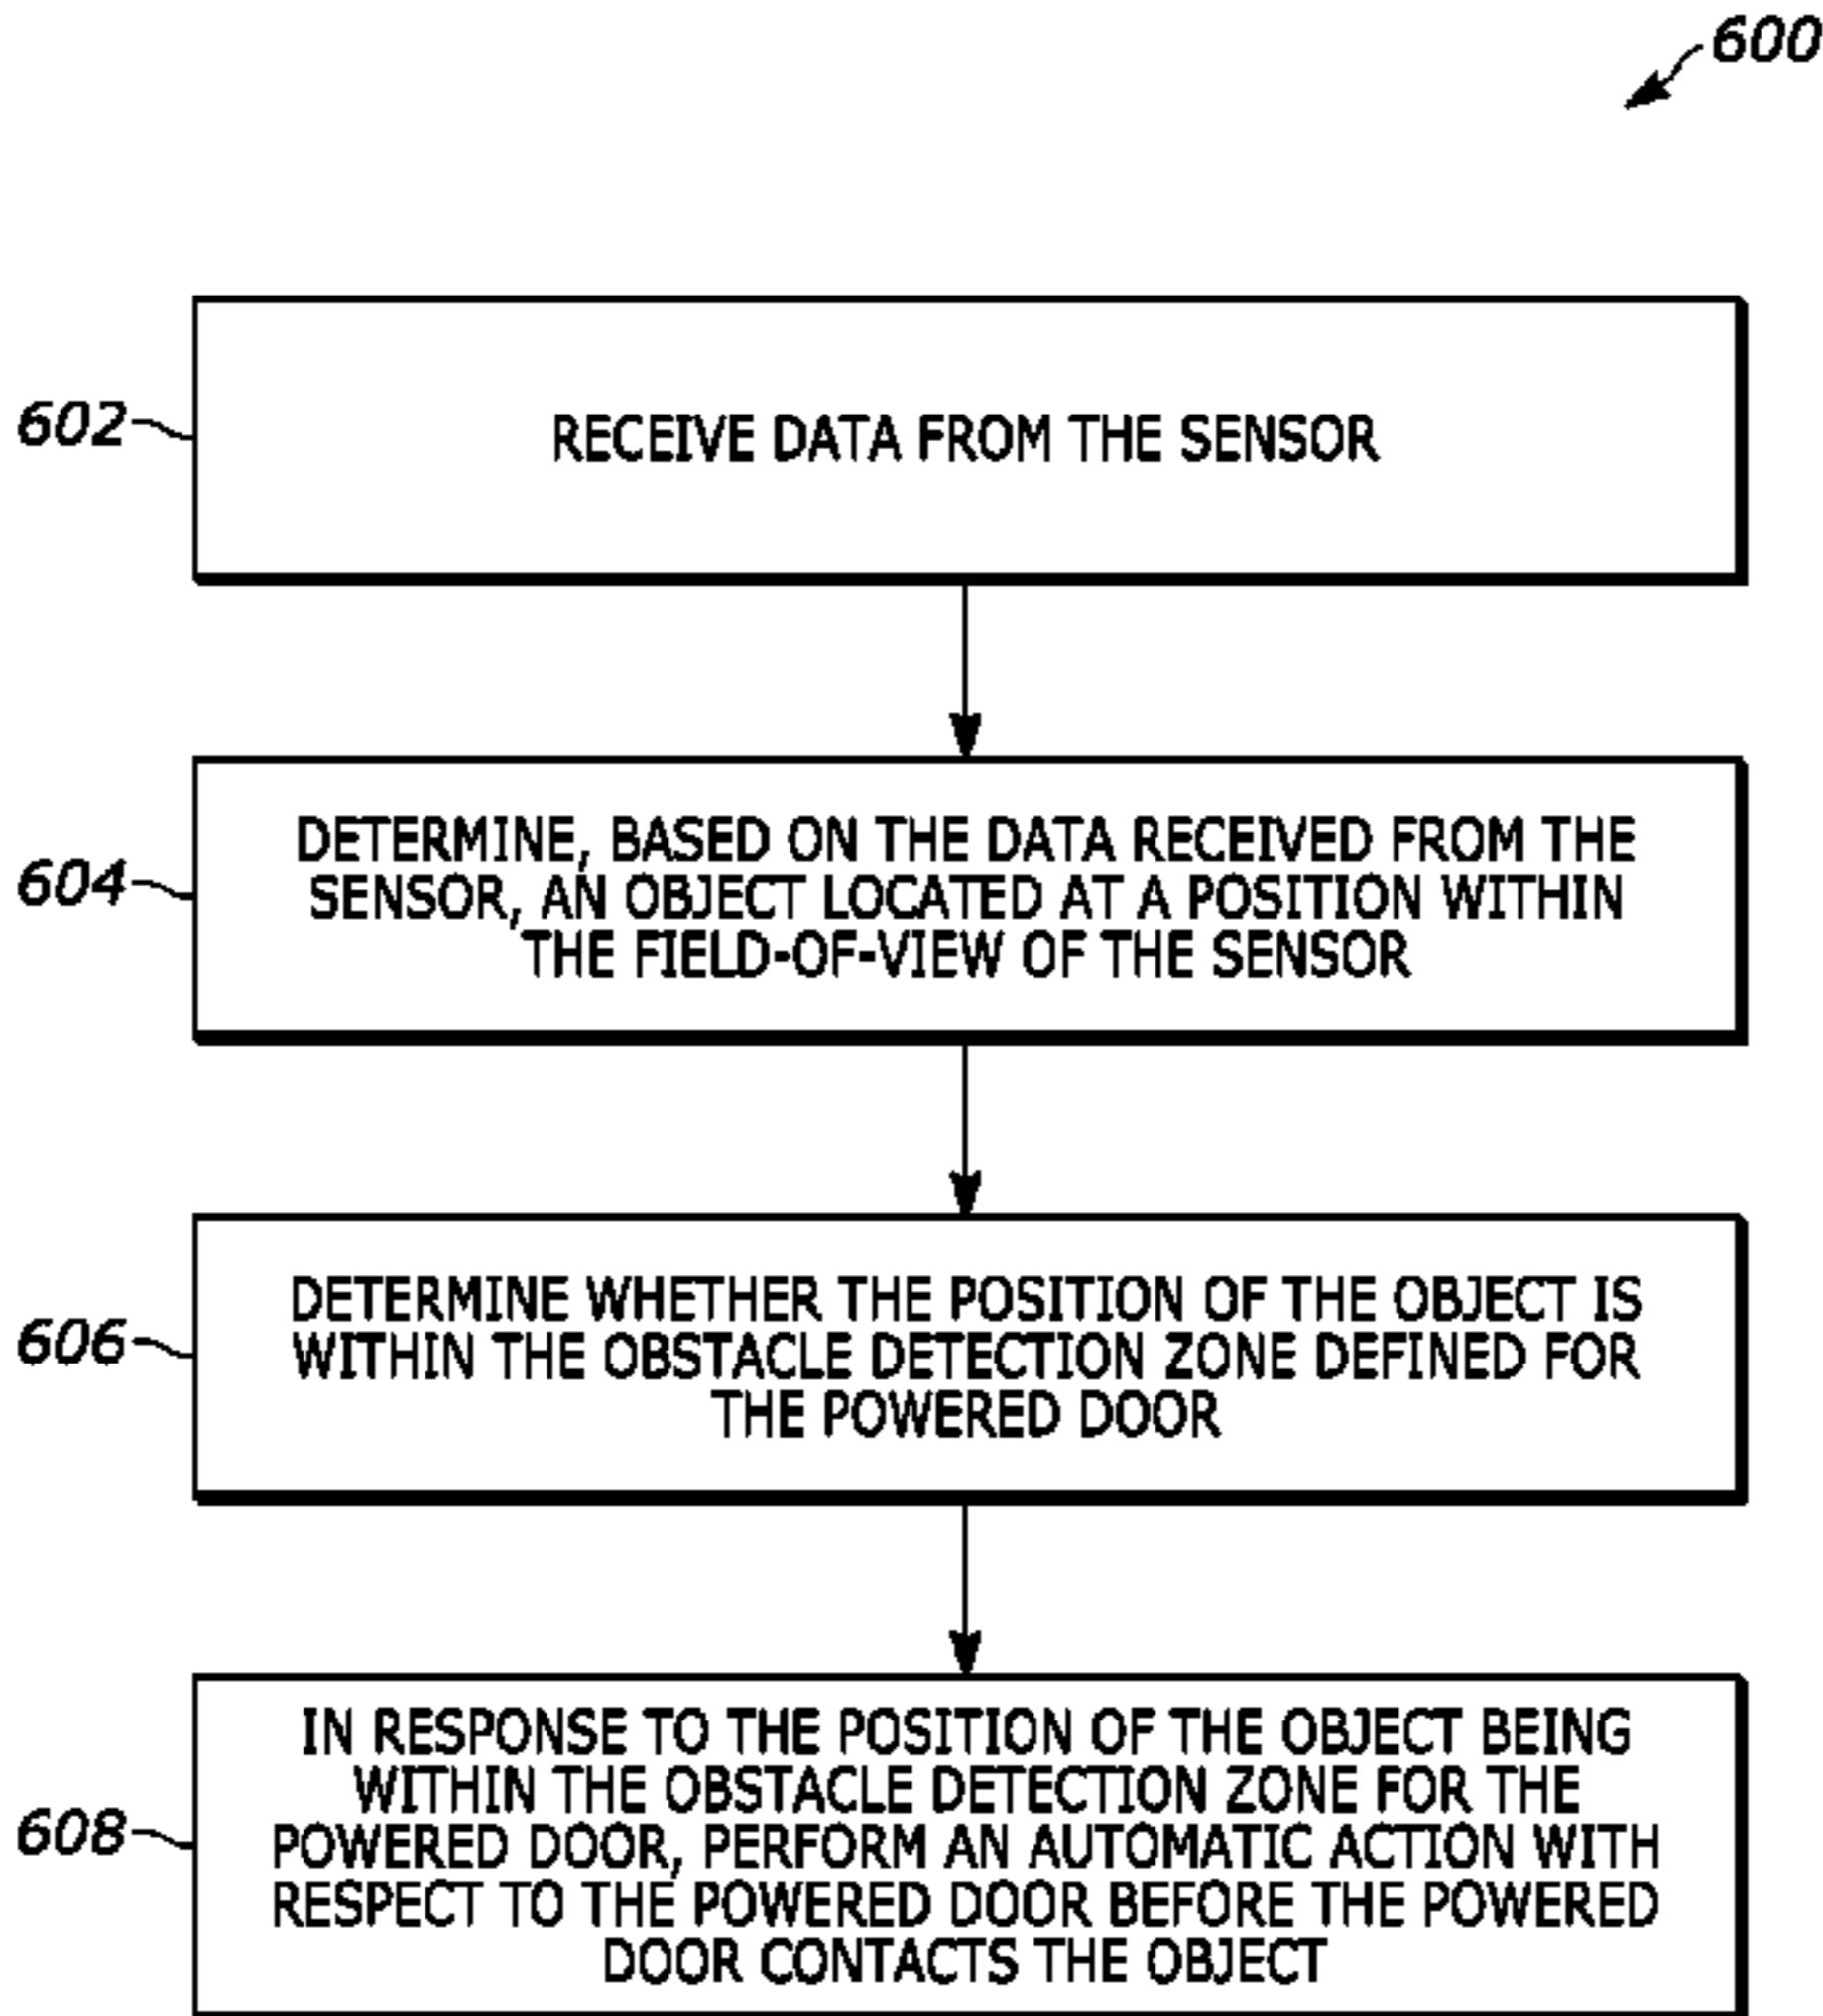 600
602
RECEIVE DATA FROM THE SENSOR
604
DETERMINE, BASED ON THE DATA RECEIVED FROM THE
SENSOR, AN OBJECT LOCATED AT A POSITION WITHIN
THE FIELD-OF-VIEW OF THE SENSOR
606
DETERMINE WHETHER THE POSITION OF THE OBJECT IS
WITHIN THE OBSTACLE DETECTION ZONE DEFINED FOR
THE POWERED DOOR
608
IN RESPONSE TO THE POSITION OF THE OBJECT BEING
WITHIN THE OBSTACLE DETECTION ZONE FOR THE
POWERED DOOR, PERFORM AN AUTOMATIC ACTION WITH
RESPECT TO THE POWERED DOOR BEFORE THE POWERED
DOOR CONTACTS THE OBJECT